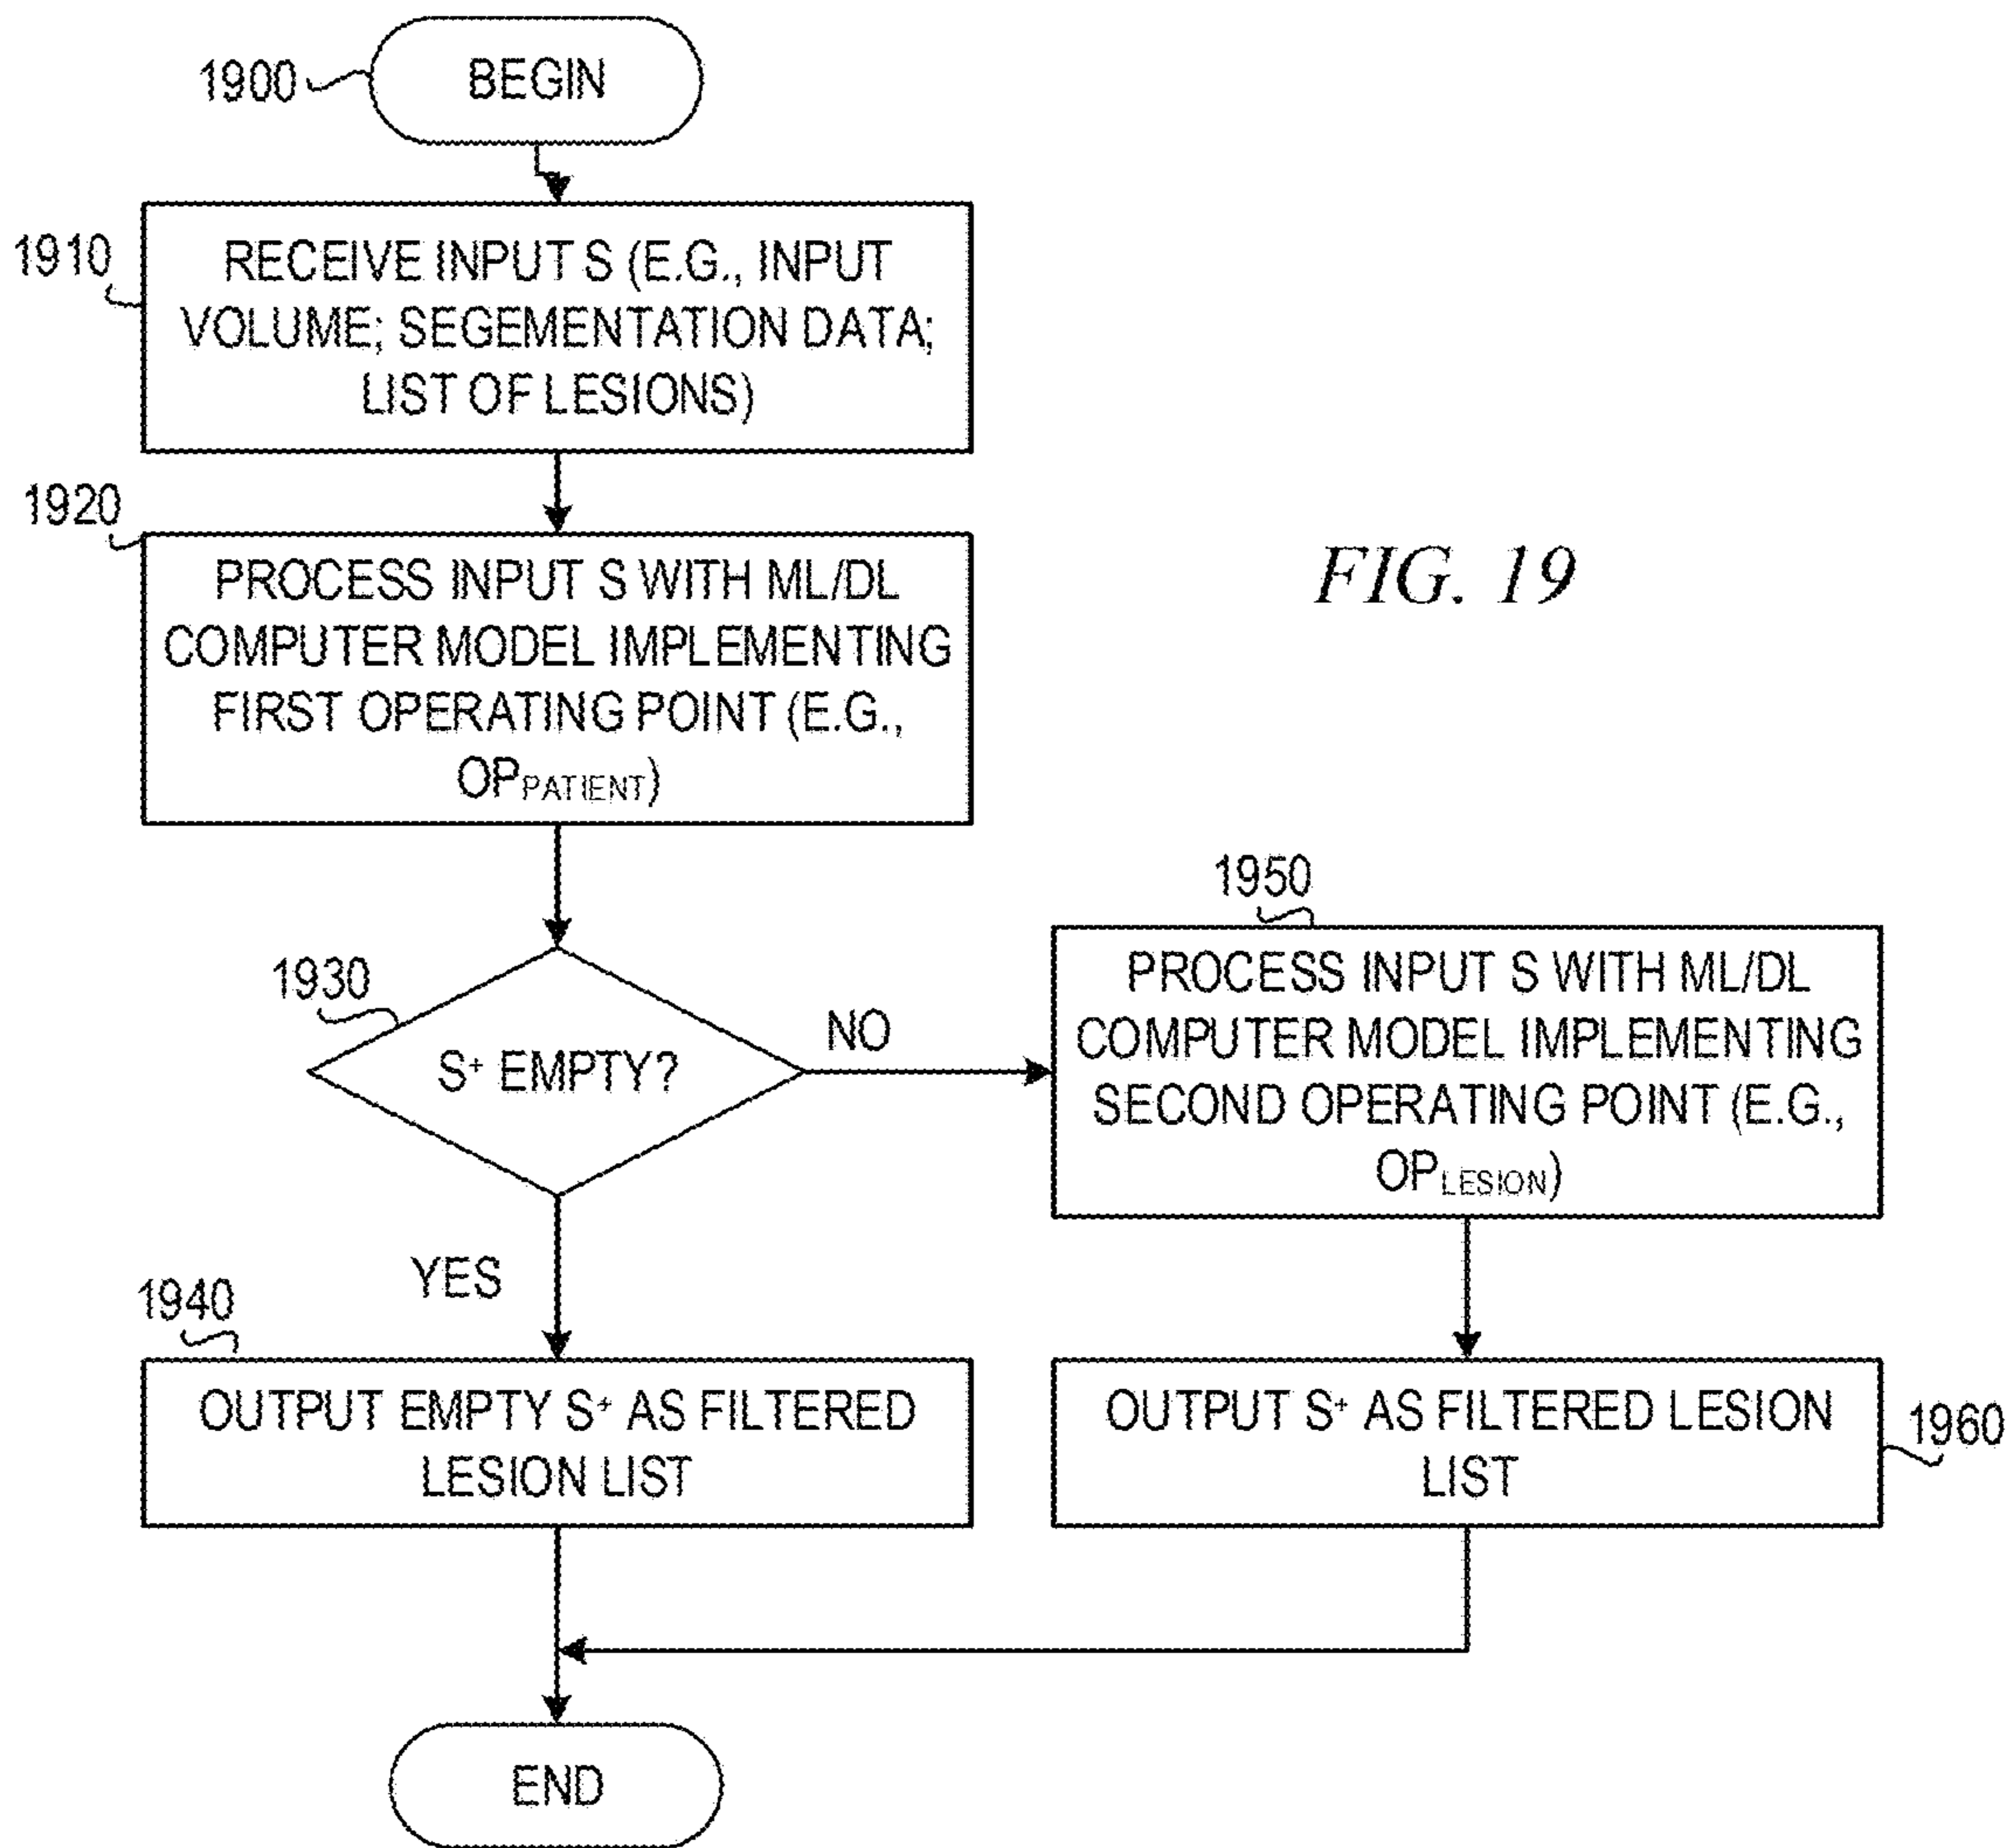 1900
BEGIN
1910
RECEIVE INPUT S (E.G., INPUT
VOLUME; SEGEMENTATION DATA;
LIST OF LESIONS)
1920
PROCESS INPUT S WITH ML/DL
COMPUTER MODEL IMPLEMENTING
FIRST OPERATING POINT (E.G.,
OPPATIENT)
FIG. 19
1930
S+ EMPTY?
NO
YES
1950
PROCESS INPUT S WITH ML/DL
COMPUTER MODEL IMPLEMENTING
SECOND OPERATING POINT (E.G.,
OPLESION)
1940
OUTPUT EMPTY S+ AS FILTERED
LESION LIST
OUTPUT S+ AS FILTERED LESION
LIST
1960
END